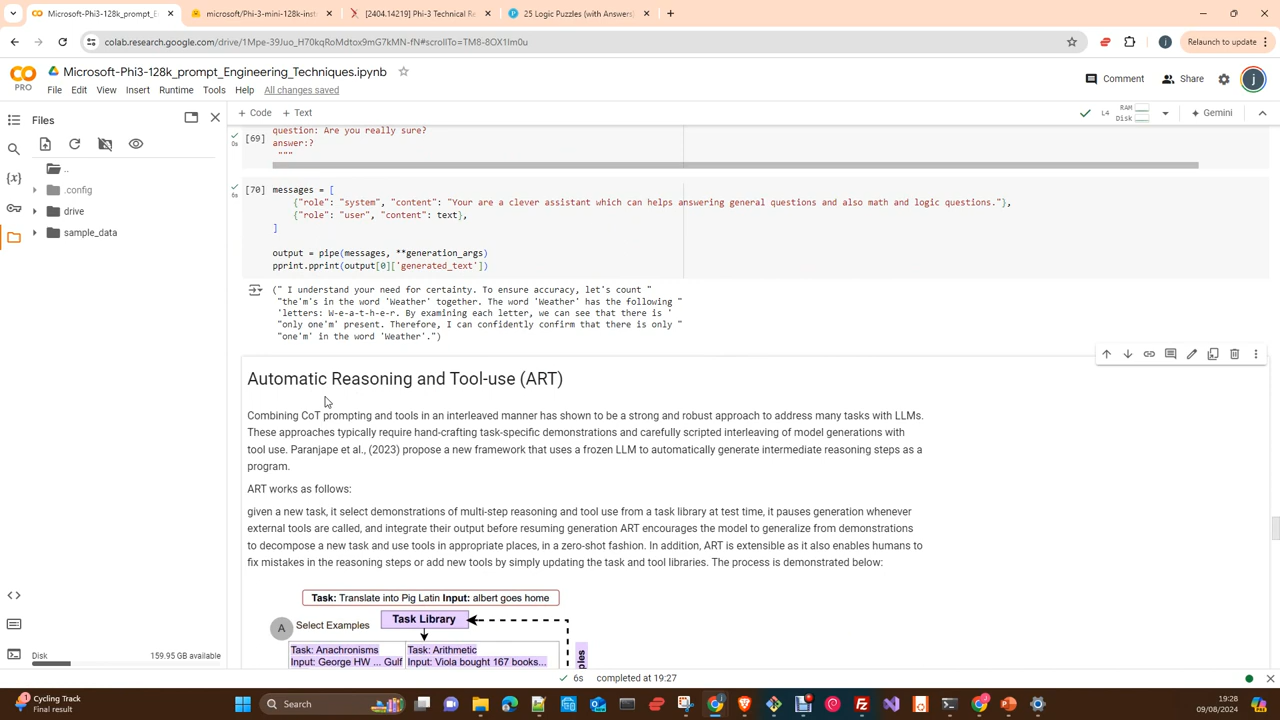 Microsoft-Phi3-128k_prompt_E
microsoft/Phi-3-mini-128k-inst
[2404.14219] Phi-3 Technical Re
25 Logic Puzzles (with Answers)
colab.research.google.com/drive/1Mpe-39Juo_H70kqRoMdtox9mG7kMN-fN#scrollTo=TM8-8OX1Im0u
Relaunch to update
CO
PRO
Microsoft-Phi3-128k_prompt_Engineering_Techniques.ipynb
File Edit View Insert Runtime Tools Help All changes saved
Comment Share
Files
+ Code + Text
L4 RAM Disk
Gemini
..
.config
drive
sample_data
[69] question: Are you really sure?
0s
answer:?
"""
[70] messages = [
6s
{"role": "system", "content": "Your are a clever assistant which can helps answering general questions and also math and logic questions."},
{"role": "user", "content": text},
]
output = pipe(messages, **generation_args)
pprint.pprint(output[0]['generated_text'])
(" I understand your need for certainty. To ensure accuracy, let's count "
"the'm's in the word 'Weather' together. The word 'Weather' has the following "
'letters: W-e-a-t-h-e-r. By examining each letter, we can see that there is '
"only one'm' present. Therefore, I can confidently confirm that there is only "
"one'm' in the word 'Weather'.")
Automatic Reasoning and Tool-use (ART)
Combining CoT prompting and tools in an interleaved manner has shown to be a strong and robust approach to address many tasks with LLMs.
These approaches typically require hand-crafting task-specific demonstrations and carefully scripted interleaving of model generations with
tool use. Paranjape et al., (2023) propose a new framework that uses a frozen LLM to automatically generate intermediate reasoning steps as a
program.
ART works as follows:
given a new task, it select demonstrations of multi-step reasoning and tool use from a task library at test time, it pauses generation whenever
external tools are called, and integrate their output before resuming generation ART encourages the model to generalize from demonstrations
to decompose a new task and use tools in appropriate places, in a zero-shot fashion. In addition, ART is extensible as it also enables humans to
fix mistakes in the reasoning steps or add new tools by simply updating the task and tool libraries. The process is demonstrated below:
Task: Translate into Pig Latin Input: albert goes home
A Select Examples
Task Library
Task: Anachronisms
Input: George HW ... Gulf
Task: Arithmetic
Input: Viola bought 167 books...
Disk 159.95 GB available
6s completed at 19:27
Cycling Track
Final result
Search
19:28
09/08/2024